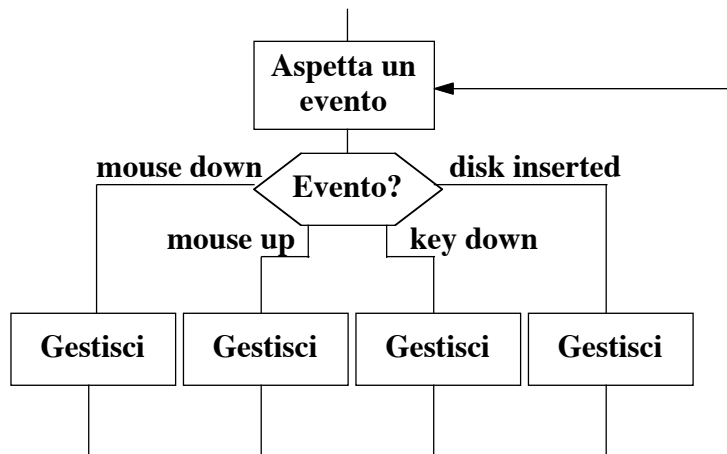 Aspetta un
evento
mouse down
disk inserted
Evento?
mouse up
key down
Gestisci
Gestisci
Gestisci
Gestisci